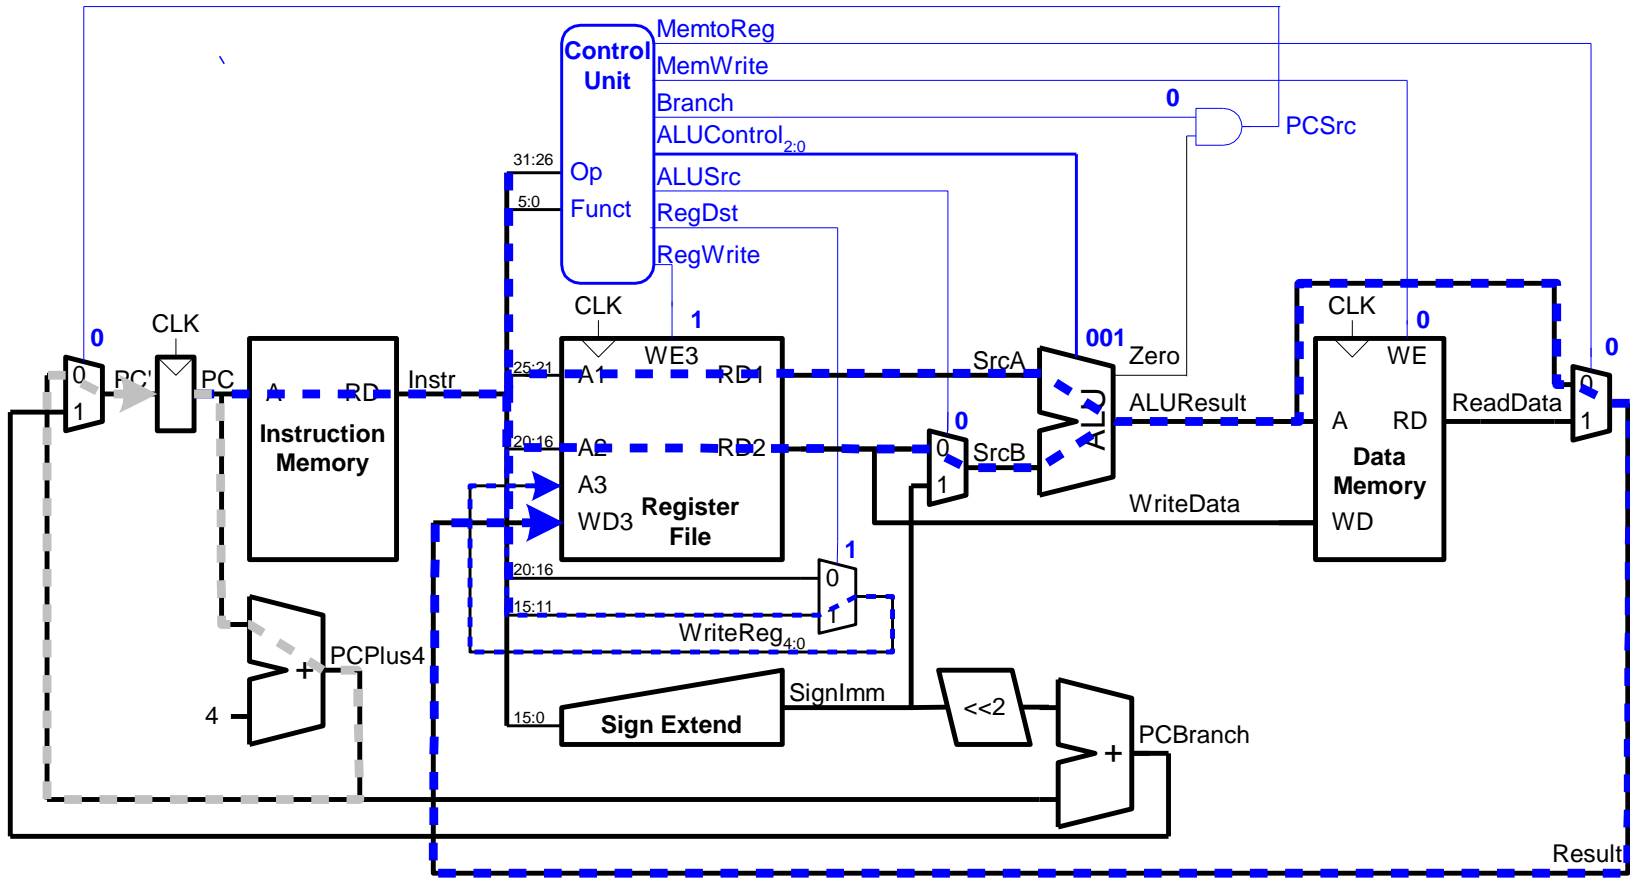 MemtoReg
Control
Unit
MemWrite
Branch
0
PCSrc
ALUControl2:0
31:26
Op
ALUSrc
5:0
Funct
RegDst
RegWrite
CLK
CLK
CLK
0
1
001
0
0
WE3
WE
SrcA
Zero
0
PC'
PC
A
RD
Instr
25:21
A1
RD1
ALU
ALUResult
0
1
0
A
RD
ReadData
1
Instruction
Memory
20:16
A2
RD2
0
SrcB
Data
Memory
A3
1
Register
File
WriteData
WD3
WD
1
20:16
0
15:11
1
WriteReg4:0
PCPlus4
+
4
SignImm
15:0
Sign Extend
<<2
PCBranch
+
Result